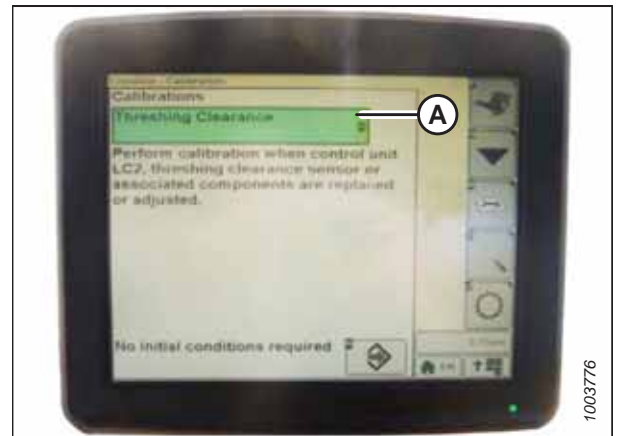 Calibrations
Threshing Clearance
A
Perform calibration when control unit
LC2, threshing clearance sensor or
associated components are replaced
or adjusted.
No initial conditions required
1003776